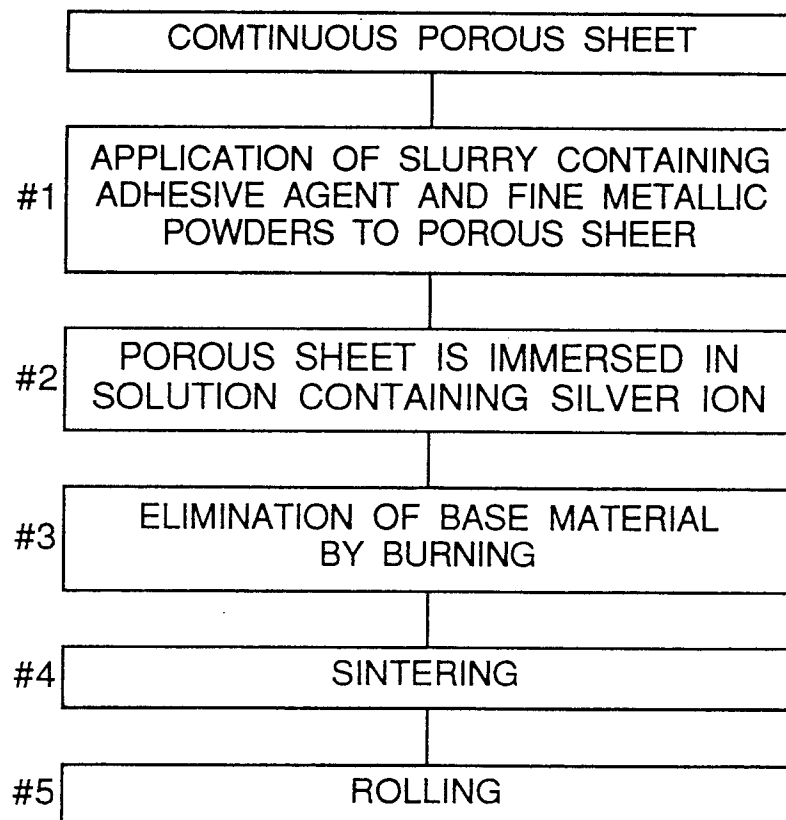 COMTINUOUS POROUS SHEET
#1
APPLICATION OF SLURRY CONTAINING
ADHESIVE AGENT AND FINE METALLIC
POWDERS TO POROUS SHEER
#2
POROUS SHEET IS IMMERSED IN
SOLUTION CONTAINING SILVER ION
#3
ELIMINATION OF BASE MATERIAL
BY BURNING
#4
SINTERING
#5
ROLLING